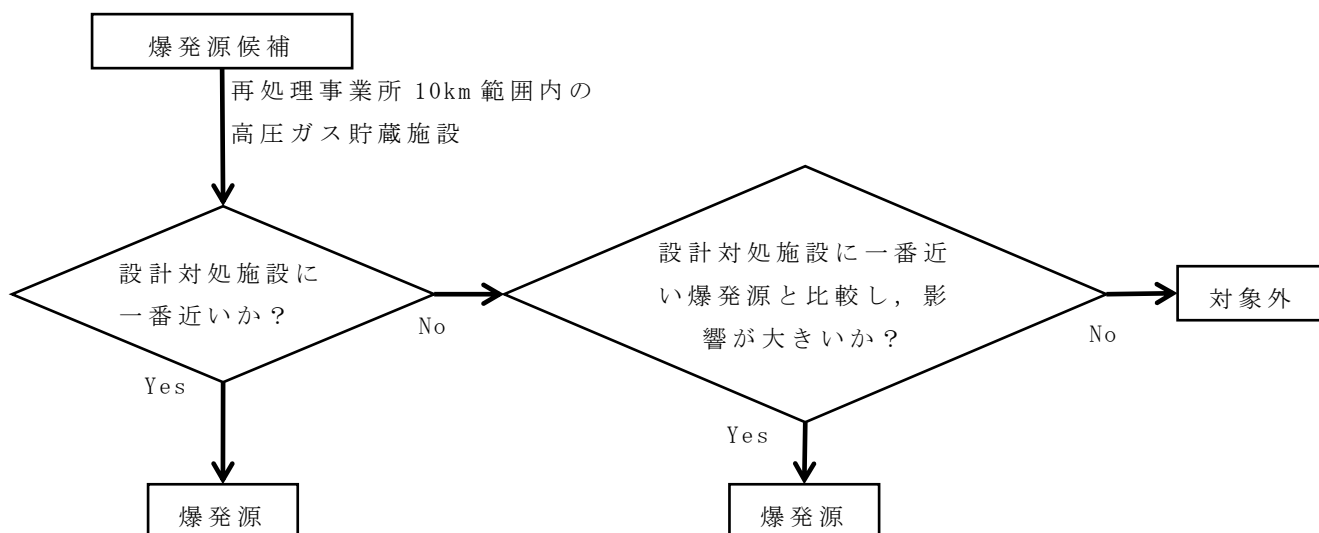 爆発源候補
再処理事業所 10km 範囲内の
高圧ガス貯蔵施設
設計対処施設に
一番近いか？
No
Yes
設計対処施設に一番近
い爆発源と比較し，影
響が大きいか？
No
Yes
対象外
爆発源
爆発源